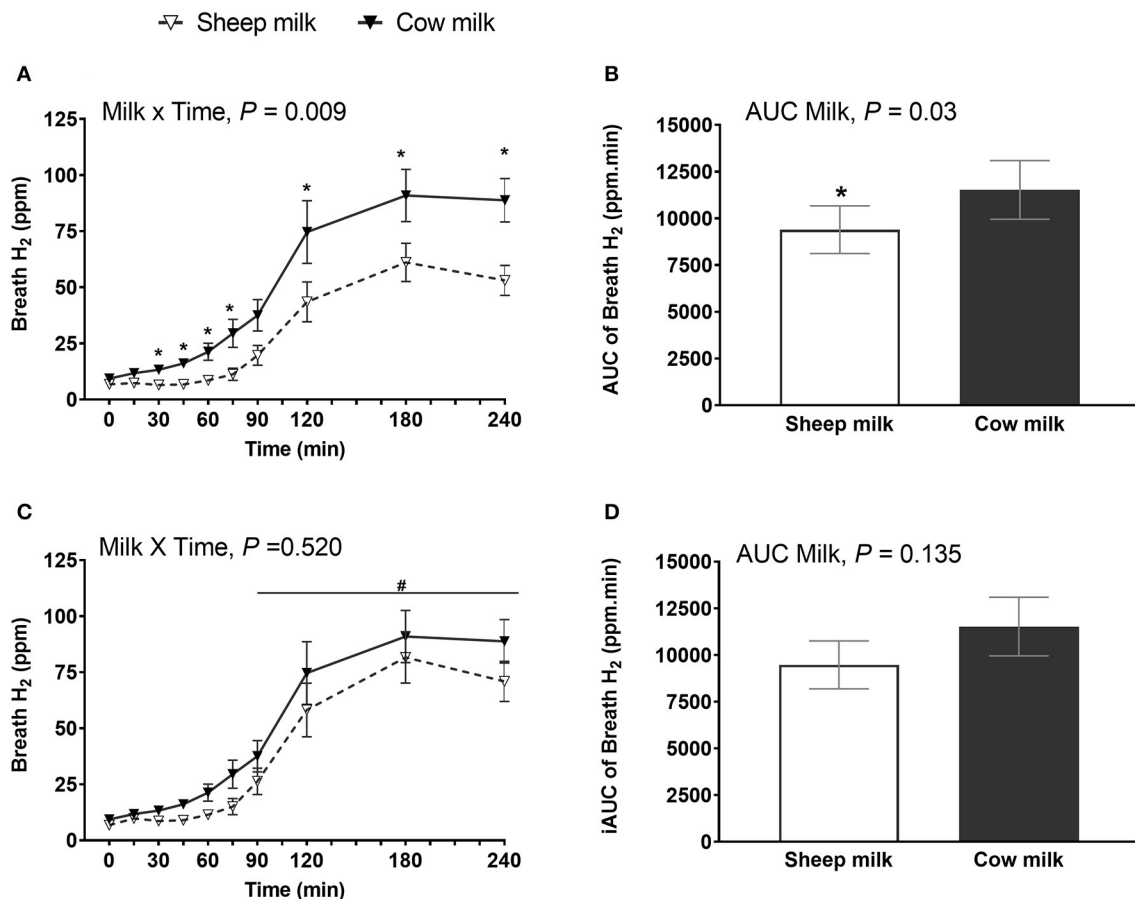 Sheep milk Cow milk
A
Milk x Time, P = 0.009
Breath H₂ (ppm)
125
100
75
50
25
0
* * * * * * *
0 30 60 90 120 180 240
Time (min)
B
AUC Milk, P = 0.03
AUC of Breath H₂ (ppm.min)
15000
12500
10000
7500
5000
2500
0
*
Sheep milk Cow milk
C
Milk X Time, P =0.520
Breath H₂ (ppm)
125
100
75
50
25
0
#
0 30 60 90 120 180 240
Time (min)
D
AUC Milk, P = 0.135
iAUC of Breath H₂ (ppm.min)
15000
12500
10000
7500
5000
2500
0
Sheep milk Cow milk